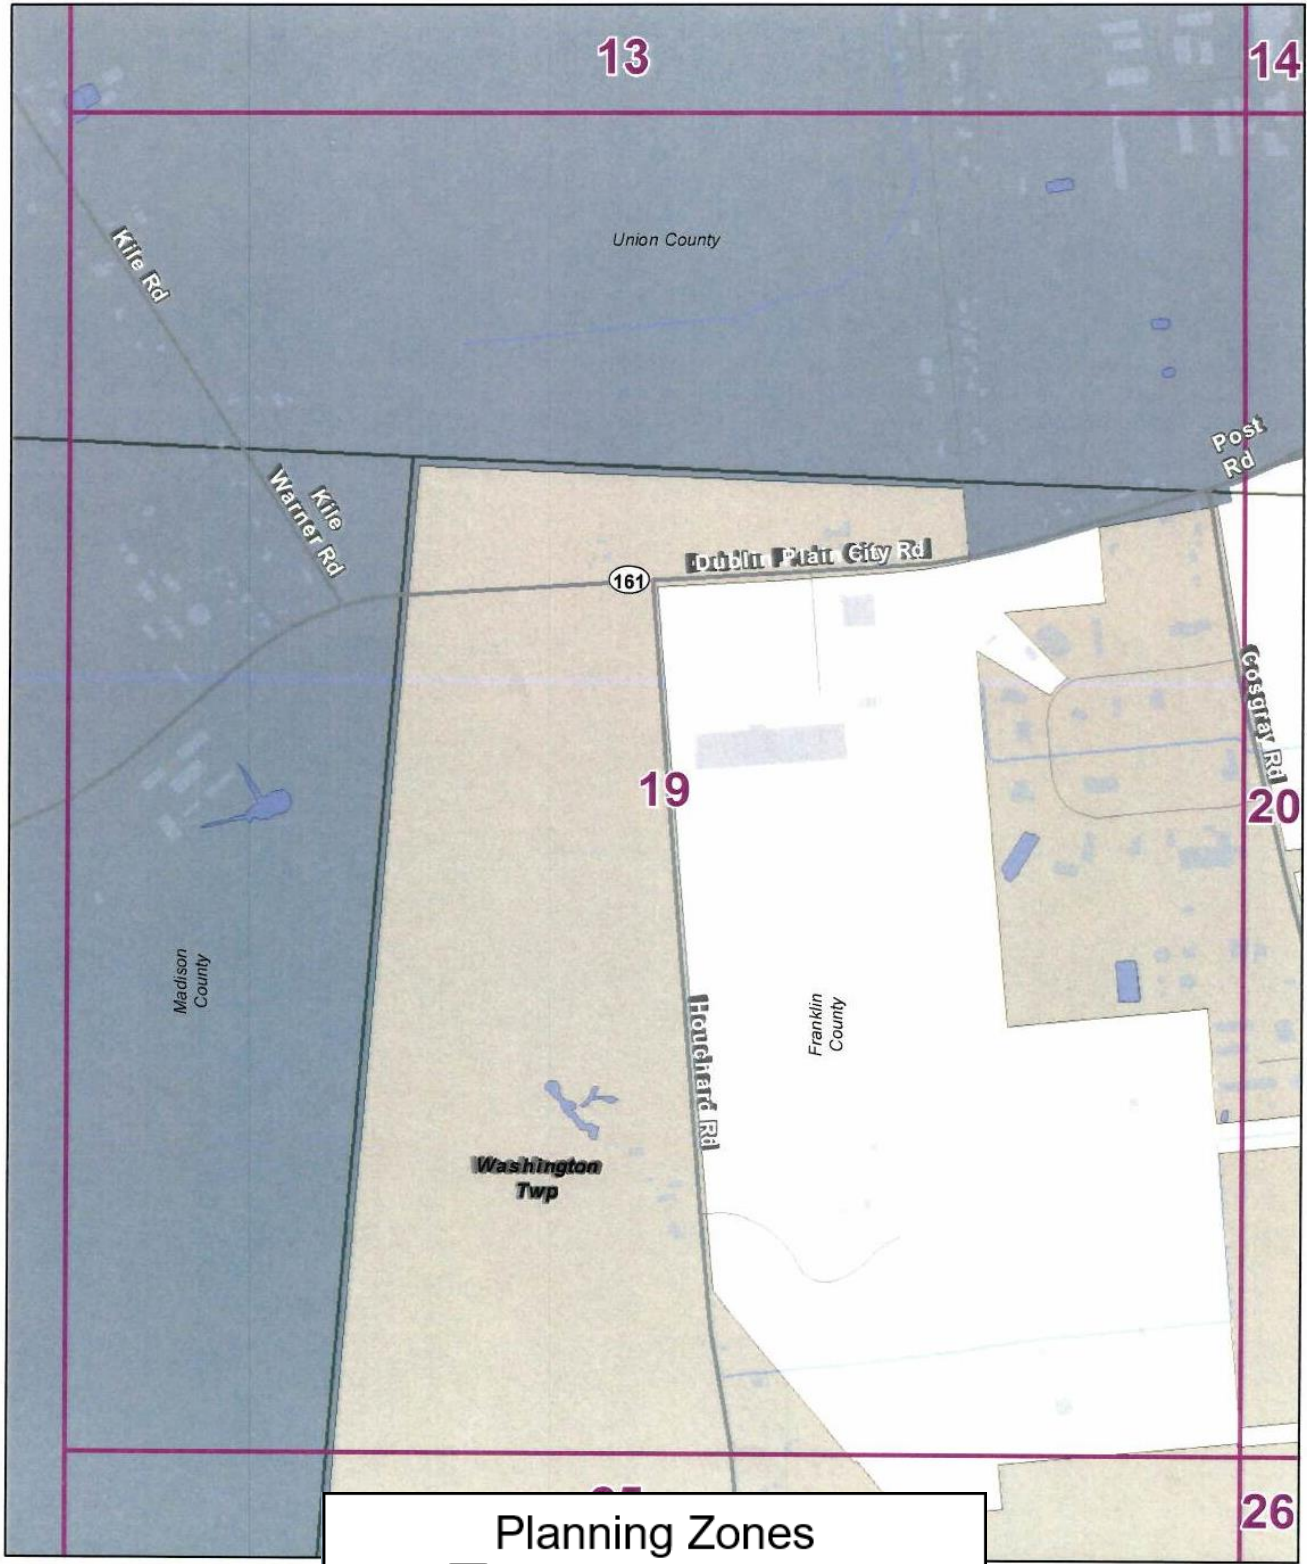 13
14
Union County
Kile Rd
Post
Rd
Kile
Warner Rd
Dublin Plain City Rd
161
Cosgray Rd
19
20
Madison
County
Franklin
County
Houchard Rd
Washington
Twp
26
Planning Zones